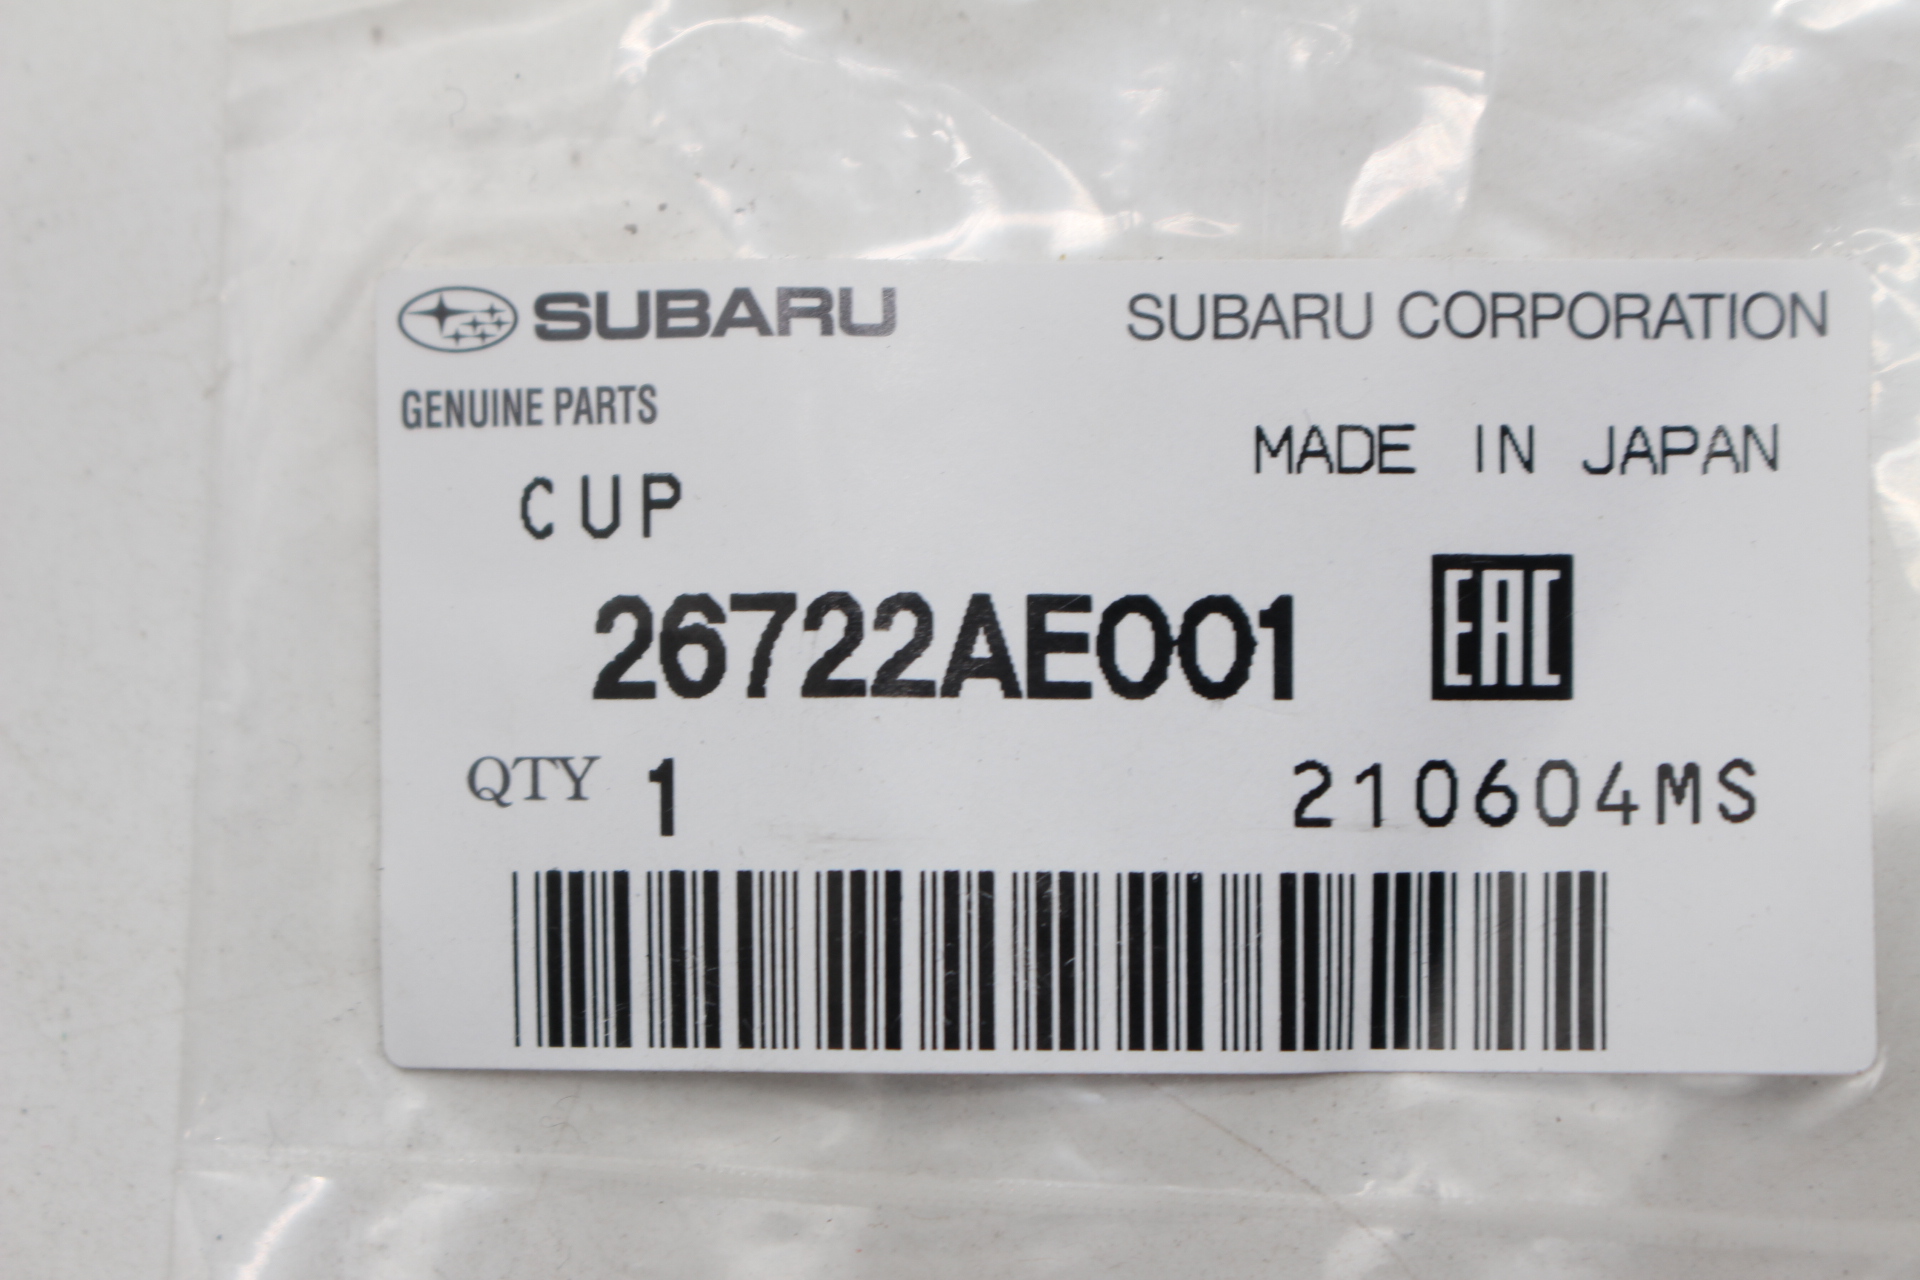 SUBARU SUBARU CORPORATION
GENUINE PARTS
MADE IN JAPAN
CUP
26722AE001 EAC
QTY 1 210604MS